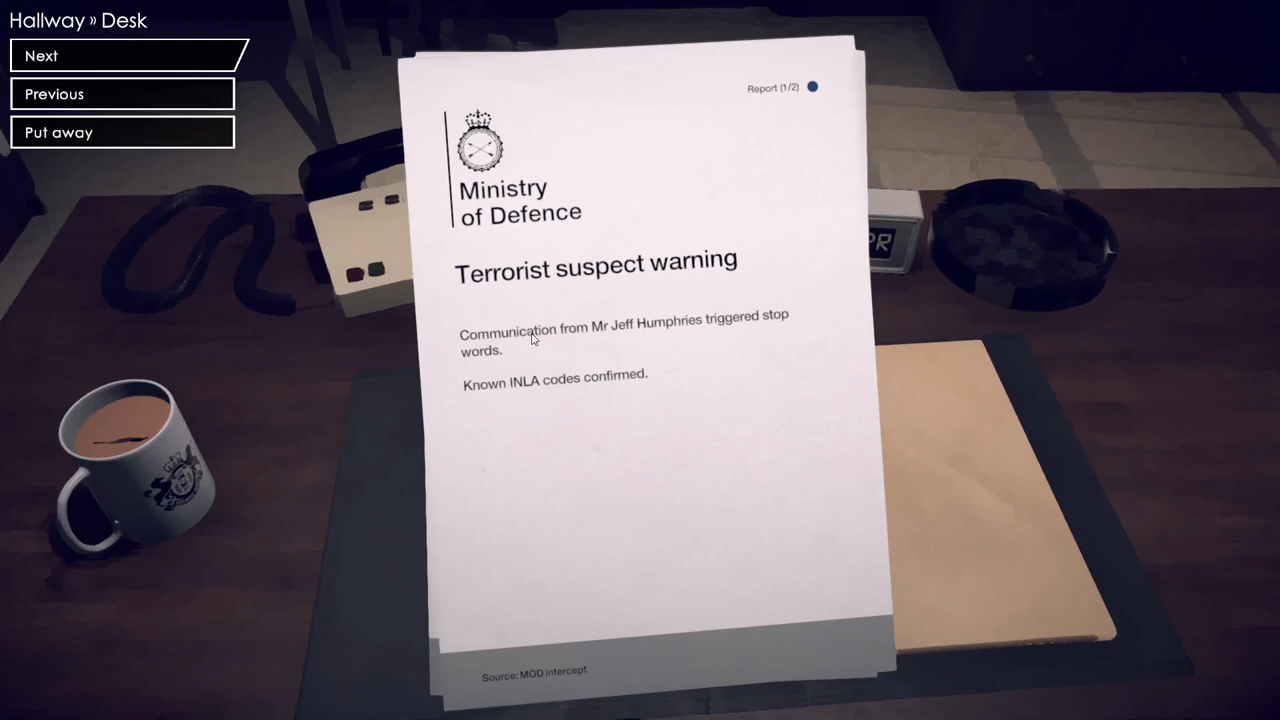 Hallway » Desk
Next
Previous
Put away
Report (1/2)
Ministry
of Defence
Terrorist suspect warning
Communication from Mr Jeff Humphries triggered stop
words.
Known INLA codes confirmed.
Source: MOD intercept
PR